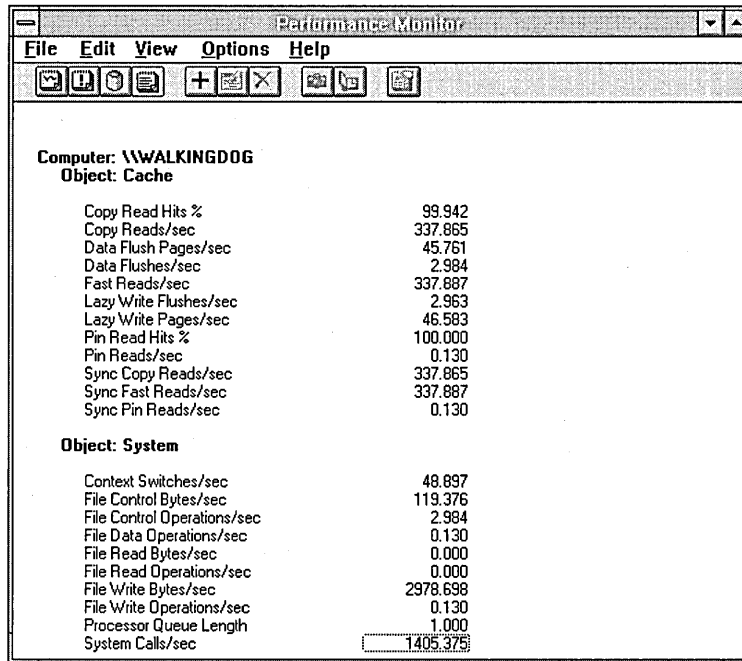 Performance Monitor
File Edit View Options Help
Computer: \\WALKINGDOG
Object: Cache
Copy Read Hits % 99.942
Copy Reads/sec 337.865
Data Flush Pages/sec 45.761
Data Flushes/sec 2.984
Fast Reads/sec 337.887
Lazy Write Flushes/sec 2.963
Lazy Write Pages/sec 46.583
Pin Read Hits % 100.000
Pin Reads/sec 0.130
Sync Copy Reads/sec 337.865
Sync Fast Reads/sec 337.887
Sync Pin Reads/sec 0.130
Object: System
Context Switches/sec 48.897
File Control Bytes/sec 119.376
File Control Operations/sec 2.984
File Data Operations/sec 0.130
File Read Bytes/sec 0.000
File Read Operations/sec 0.000
File Write Bytes/sec 2978.698
File Write Operations/sec 0.130
Processor Queue Length 1.000
System Calls/sec 1405.375